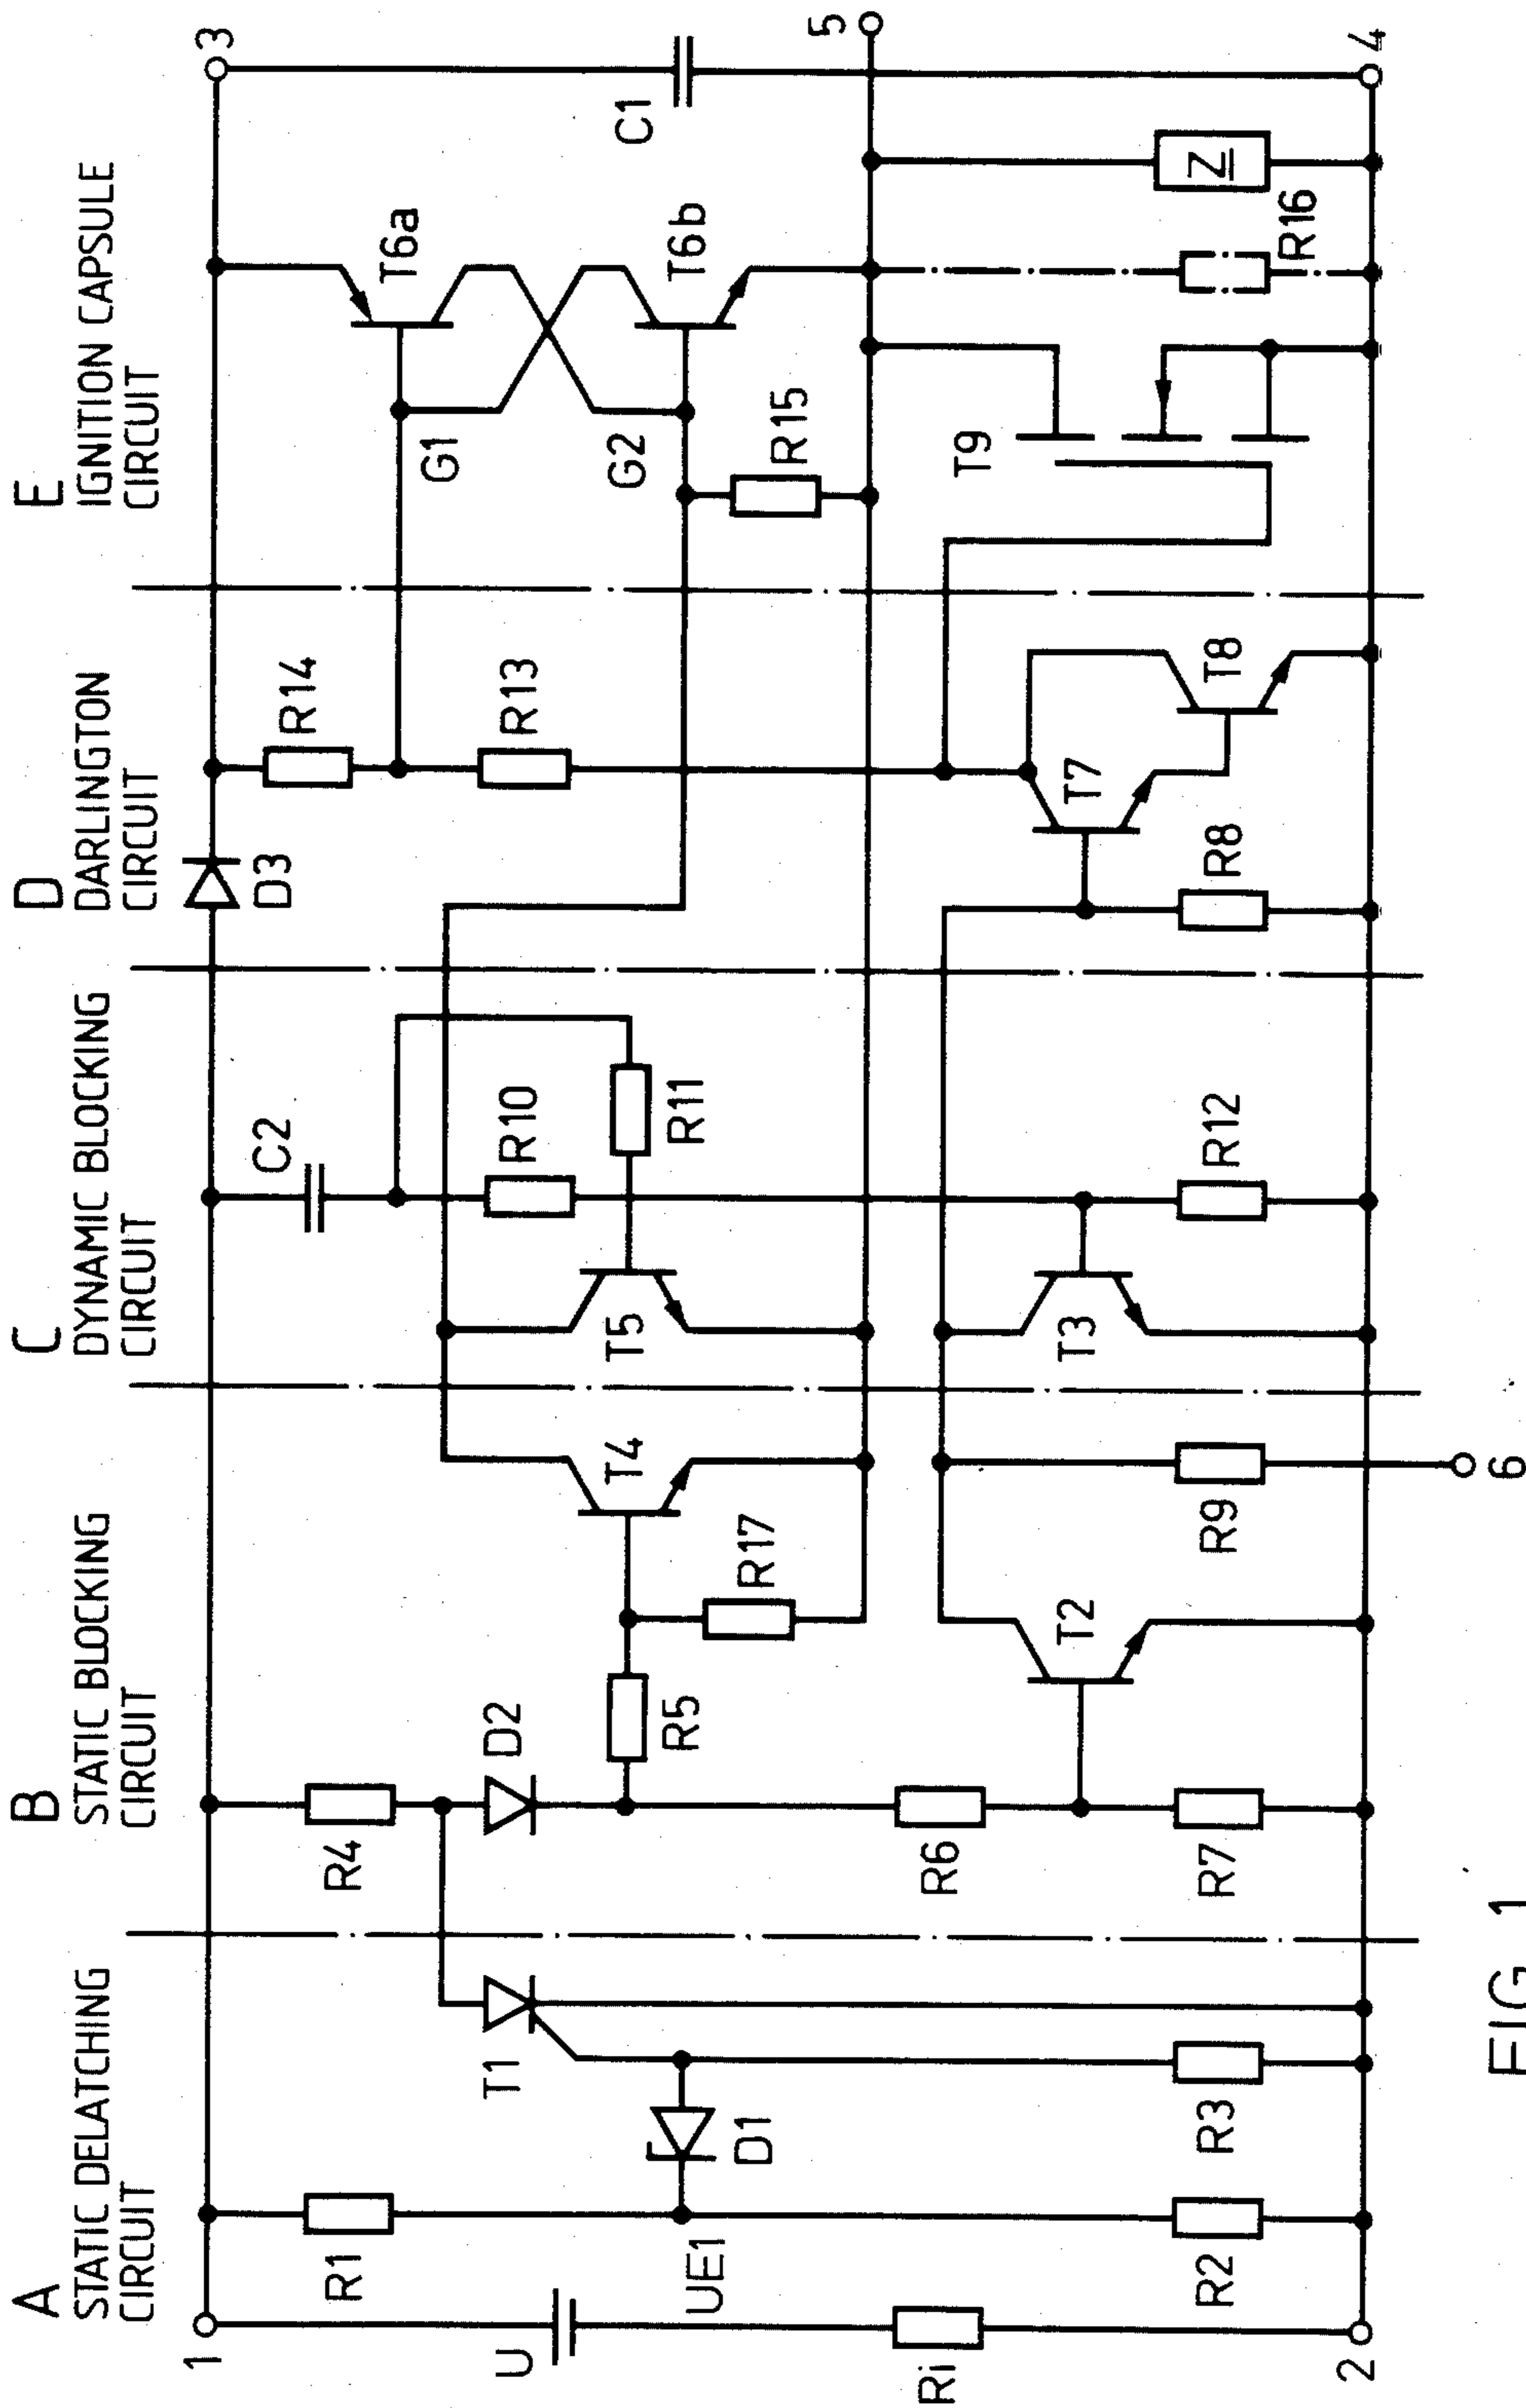 A
STATIC DELATCHING
CIRCUIT
B
STATIC BLOCKING
CIRCUIT
C
DYNAMIC BLOCKING
CIRCUIT
D
DARLINGTON
CIRCUIT
E
IGNITION CAPSULE
CIRCUIT
1
3
R1
R4
C2
D3
R14
T6a
G1
U
UE1
D1
T1
D2
R5
T4
R17
T5
R10
R11
R13
G2
T6b
R15
C1
5
Ri
R2
R3
R6
R7
T2
R9
T3
R12
T7
R8
T8
T9
R16
Z
2
4
6
FIG. 1